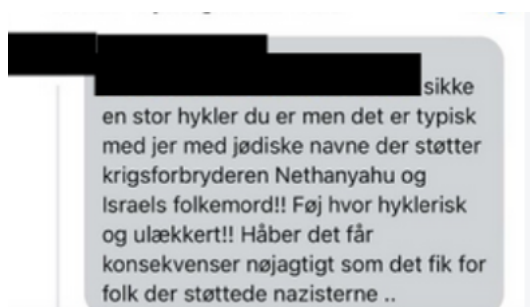 sikke
en stor hykler du er men det er typisk
med jer med jødiske navne der støtter
krigsforbryderen Nethanyahu og
Israels folkemord!! Føj hvor hyklerisk
og ulækkert!! Håber det får
konsekvenser nøjagtigt som det fik for
folk der støttede nazisterne ..